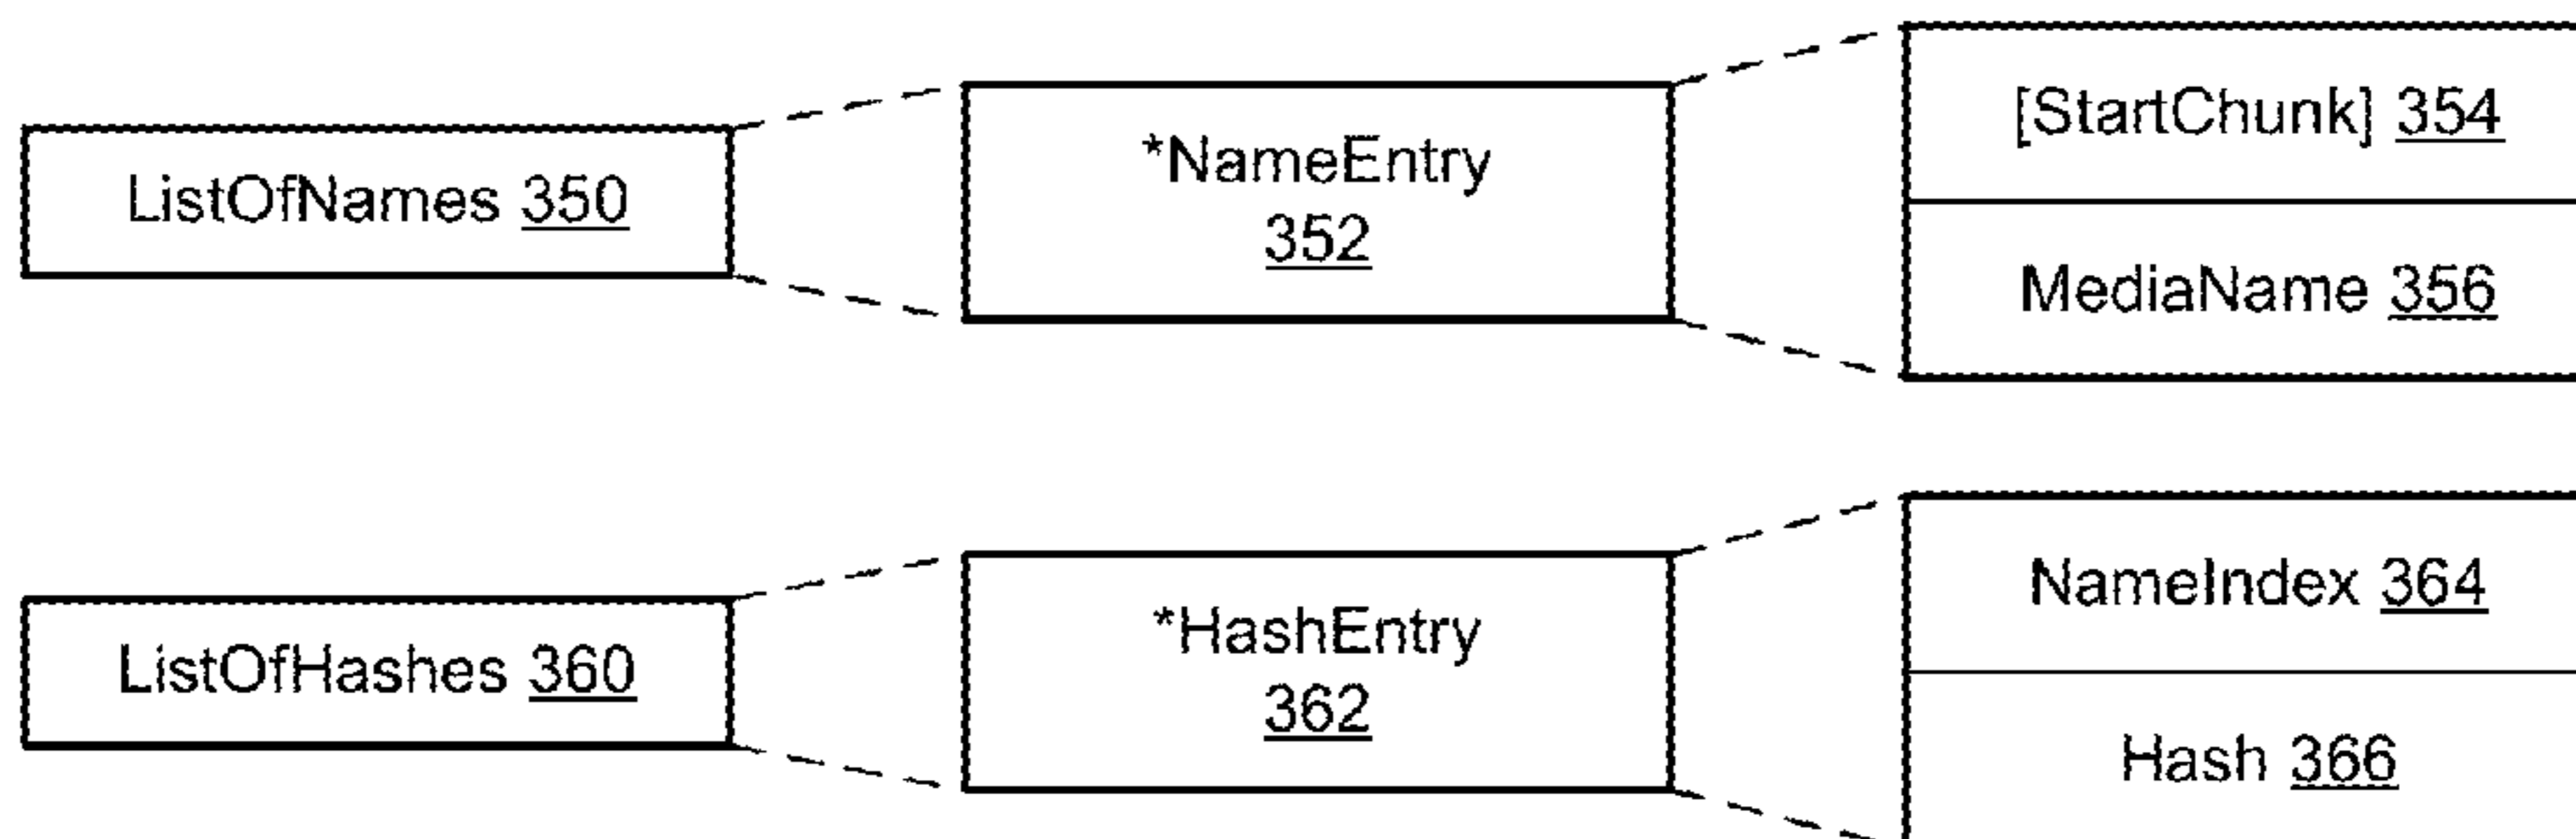 ListOfNames 350
*NameEntry
352
[StartChunk] 354
MediaName 356
ListOfHashes 360
*HashEntry
362
NameIndex 364
Hash 366